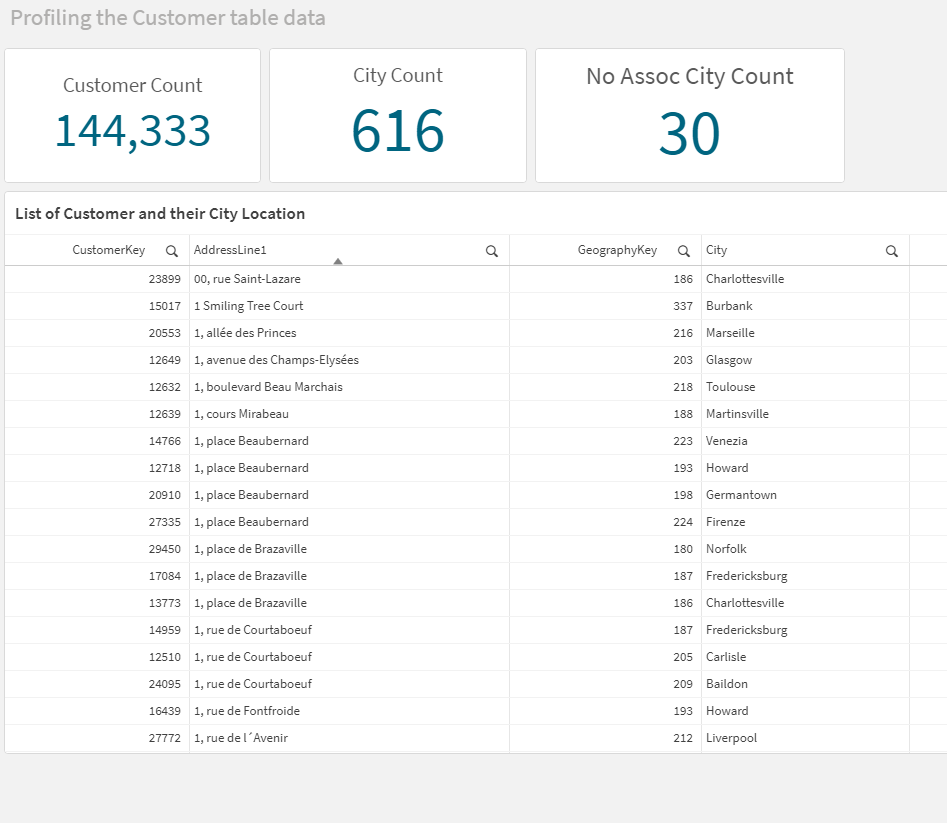 Profiling the Customer table data
Customer Count
144,333
City Count
616
No Assoc City Count
30
List of Customer and their City Location
CustomerKey AddressLine1 GeographyKey City
23899 00, rue Saint-Lazare 186 Charlottesville
15017 1 Smiling Tree Court 337 Burbank
20553 1, allée des Princes 216 Marseille
12649 1, avenue des Champs-Elysées 203 Glasgow
12632 1, boulevard Beau Marchais 218 Toulouse
12639 1, cours Mirabeau 188 Martinsville
14766 1, place Beaubernard 223 Venezia
12718 1, place Beaubernard 193 Howard
20910 1, place Beaubernard 198 Germantown
27335 1, place Beaubernard 224 Firenze
29450 1, place de Brazaville 180 Norfolk
17084 1, place de Brazaville 187 Fredericksburg
13773 1, place de Brazaville 186 Charlottesville
14959 1, rue de Courtaboeuf 187 Fredericksburg
12510 1, rue de Courtaboeuf 205 Carlisle
24095 1, rue de Courtaboeuf 209 Baildon
16439 1, rue de Fontfroide 193 Howard
27772 1, rue de l´Avenir 212 Liverpool